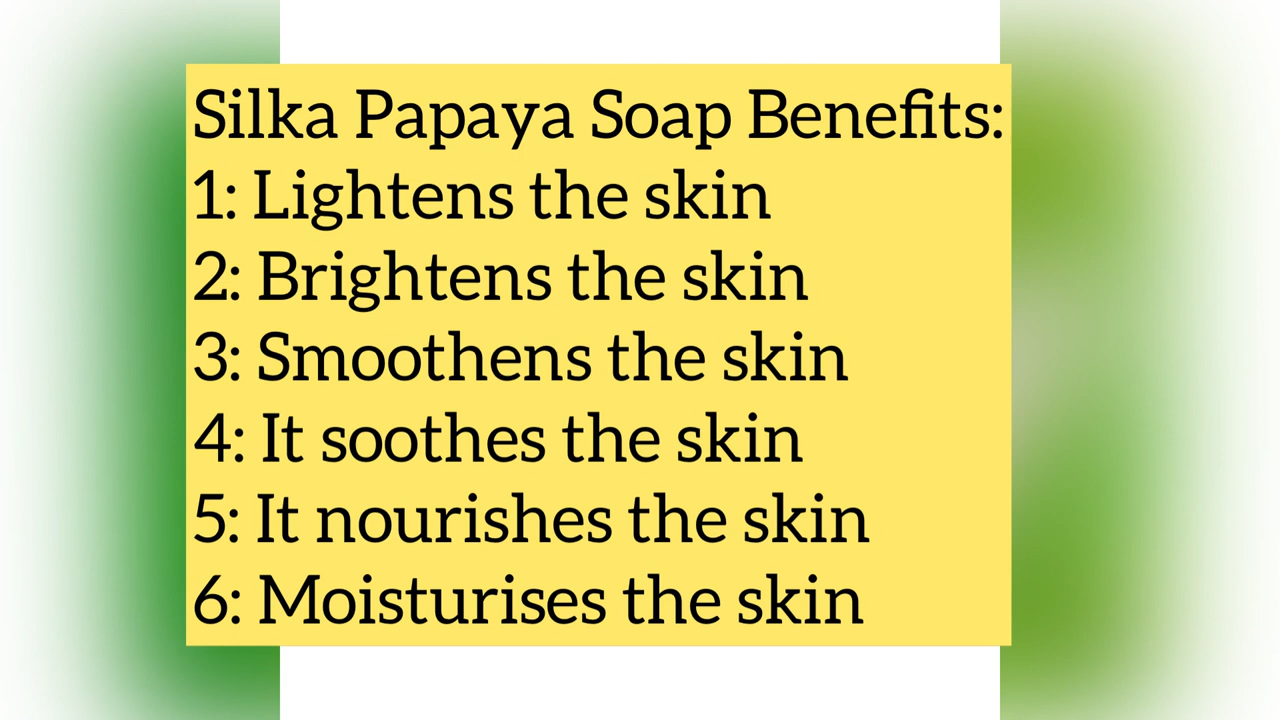 Silka Papaya Soap Benefits:
1: Lightens the skin
2: Brightens the skin
3: Smoothens the skin
4: It soothes the skin
5: It nourishes the skin
6: Moisturises the skin